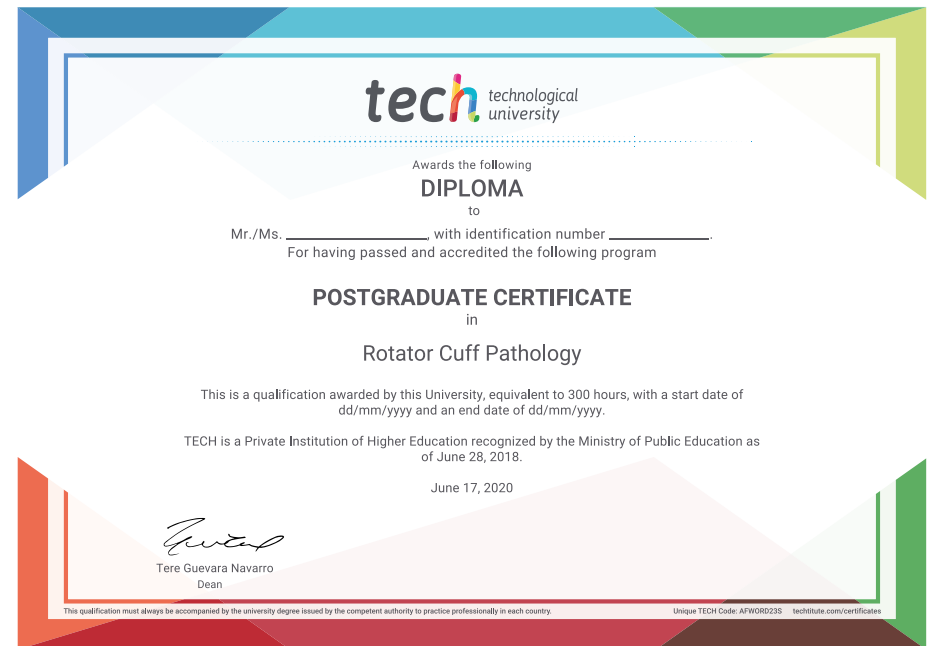 tech technological
university
Awards the following
DIPLOMA
to
Mr./Ms. ____________________, with identification number ______________.
For having passed and accredited the following program
POSTGRADUATE CERTIFICATE
in
Rotator Cuff Pathology
This is a qualification awarded by this University, equivalent to 300 hours, with a start date of
dd/mm/yyyy and an end date of dd/mm/yyyy.
TECH is a Private Institution of Higher Education recognized by the Ministry of Public Education as
of June 28, 2018.
June 17, 2020
Tere Guevara Navarro
Dean
This qualification must always be accompanied by the university degree issued by the competent authority to practice professionally in each country.
Unique TECH Code: AFWORD23S techtitute.com/certificates